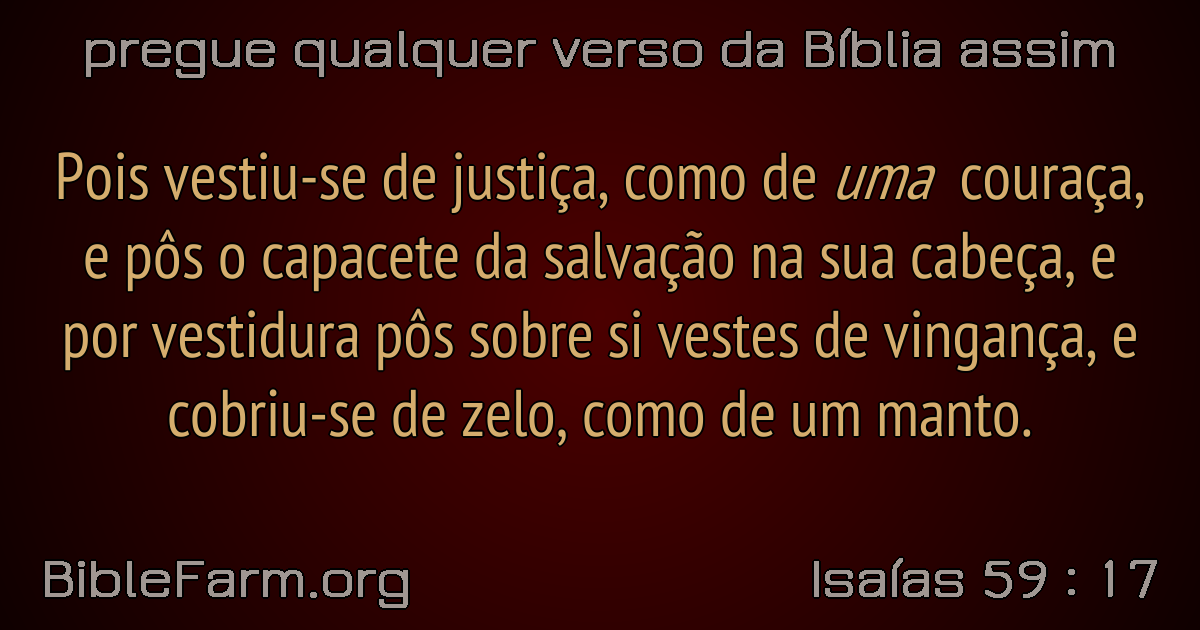 pregue qualquer verso da Bíblia assim
Pois vestiu-se de justiça, como de uma couraça,
e pôs o capacete da salvação na sua cabeça, e
por vestidura pôs sobre si vestes de vingança, e
cobriu-se de zelo, como de um manto.
BibleFarm.org
Isaías 59 : 17